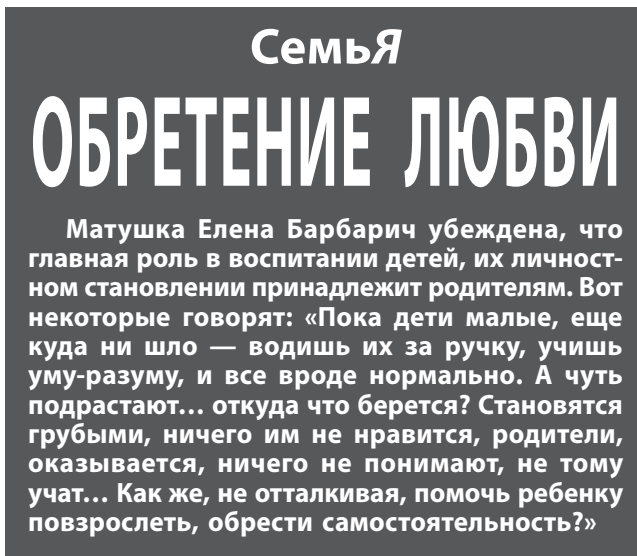 СемьЯ
ОБРЕТЕНИЕ ЛЮБВИ
Матушка Елена Барбарич убеждена, что
главная роль в воспитании детей, их личност-
ном становлении принадлежит родителям. Вот
некоторые говорят: «Пока дети малые, еще
куда ни шло — водишь их за ручку, учишь
уму-разуму, и все вроде нормально. А чуть
подрастают… откуда что берется? Становятся
грубыми, ничего им не нравится, родители,
оказывается, ничего не понимают, не тому
учат… Как же, не отталкивая, помочь ребенку
повзрослеть, обрести самостоятельность?»